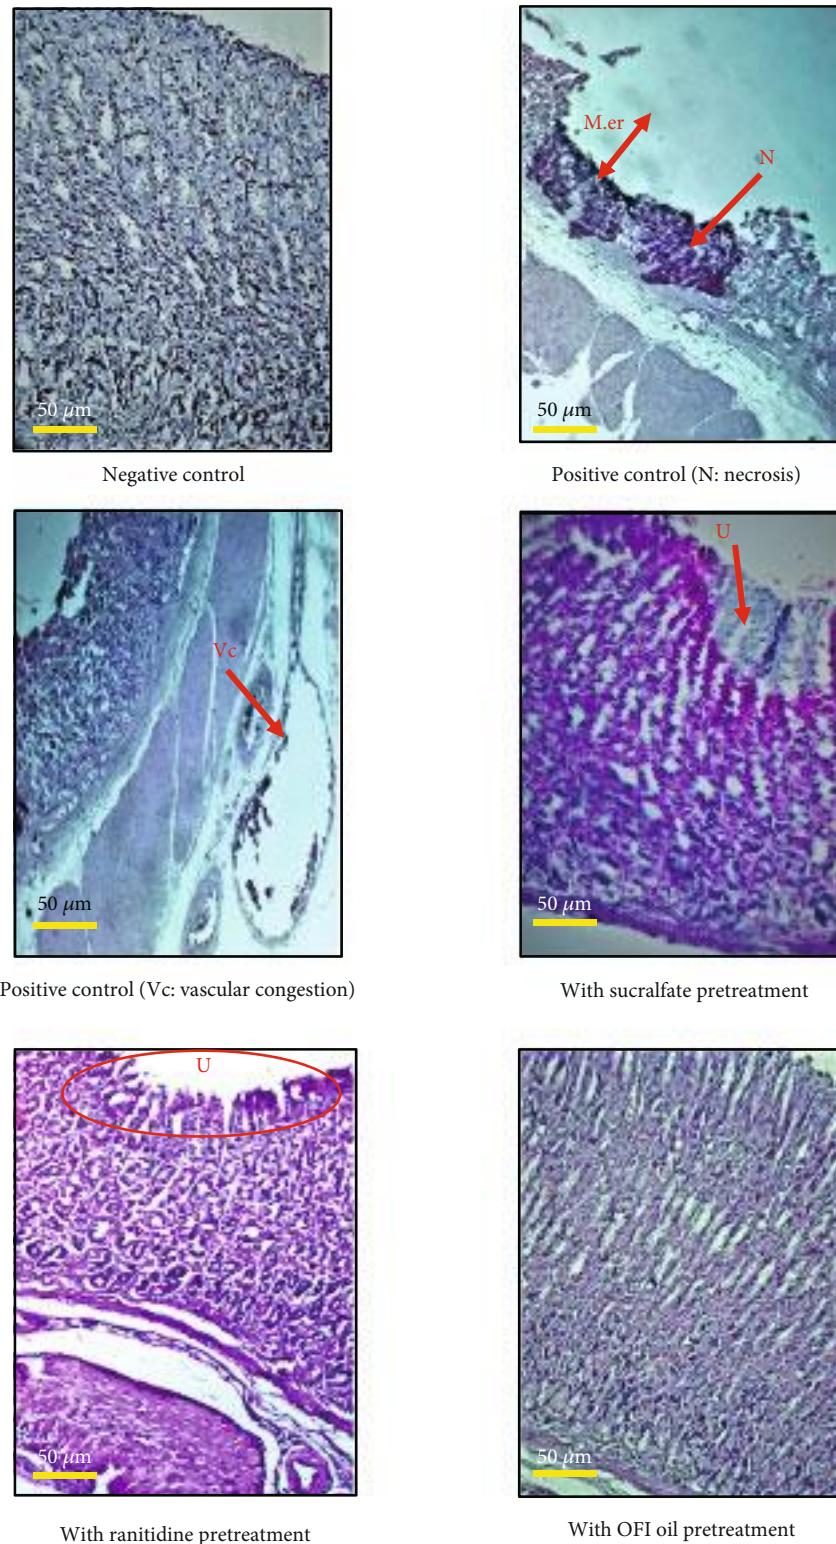 50 μm
Negative control
M.er
N
50 μm
Positive control (N: necrosis)
Vc
50 μm
Positive control (Vc: vascular congestion)
U
50 μm
With sucralfate pretreatment
U
50 μm
With ranitidine pretreatment
50 μm
With OFI oil pretreatment